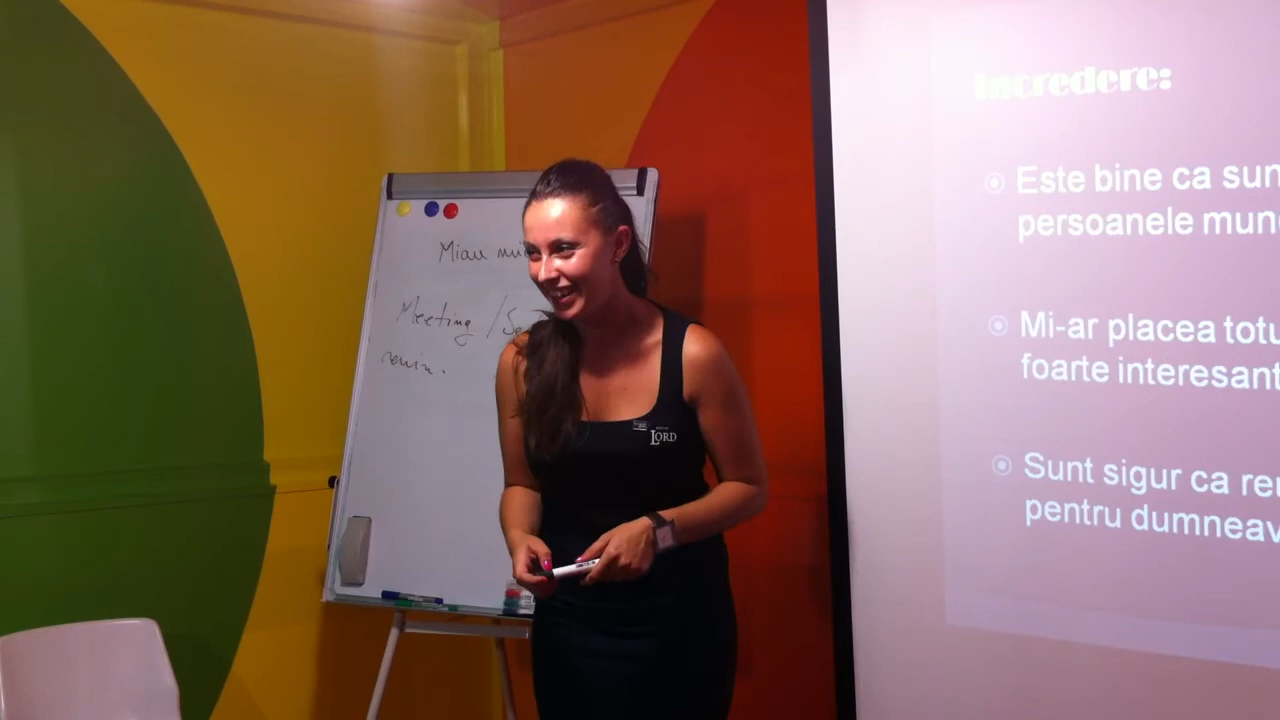 Miau
Meeting /
LORD
Incredere:
Este bine ca sun
persoanele mun
Mi-ar placea totu
foarte interesant
Sunt sigur ca re
pentru dumneav